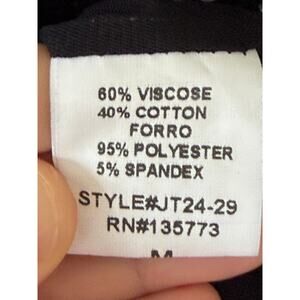 60% VISCOSE
40% COTTON
FORRO
95% POLYESTER
5% SPANDEX
STYLE#JT24-29
RN#135773
M